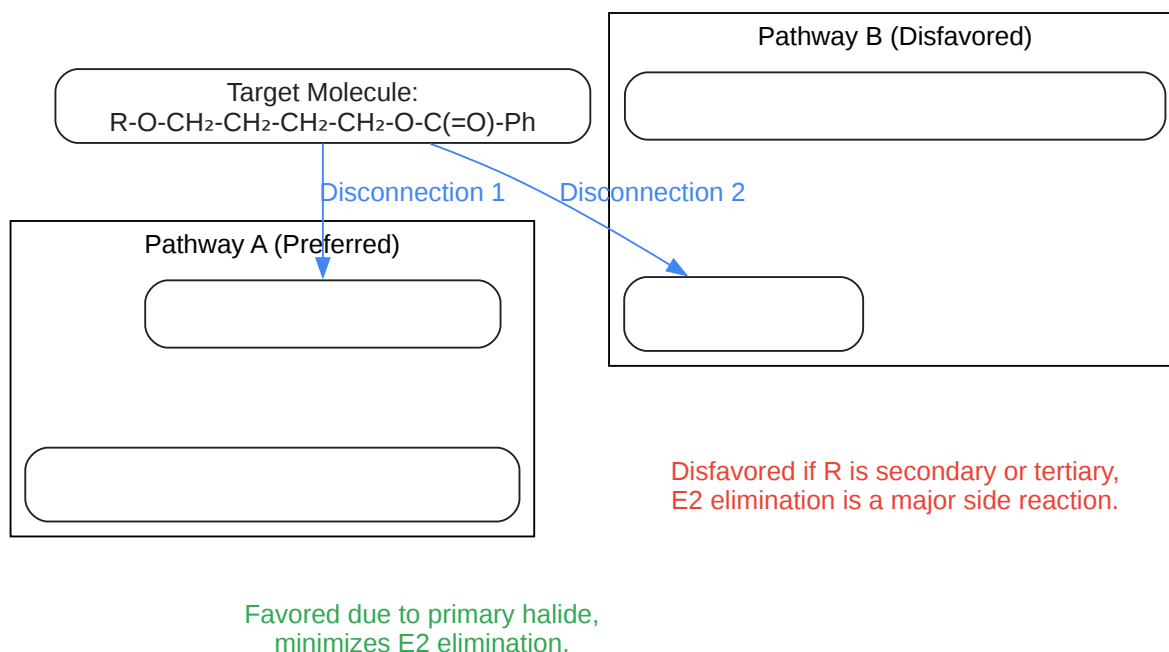 Pathway B (Disfavored)
Target Molecule:
R-O-CH₂-CH₂-CH₂-CH₂-O-C(=O)-Ph
Disconnection 1
Disconnection 2
Pathway A (Preferred)
Disfavored if R is secondary or tertiary,
E2 elimination is a major side reaction.
Favored due to primary halide,
minimizes E2 elimination.